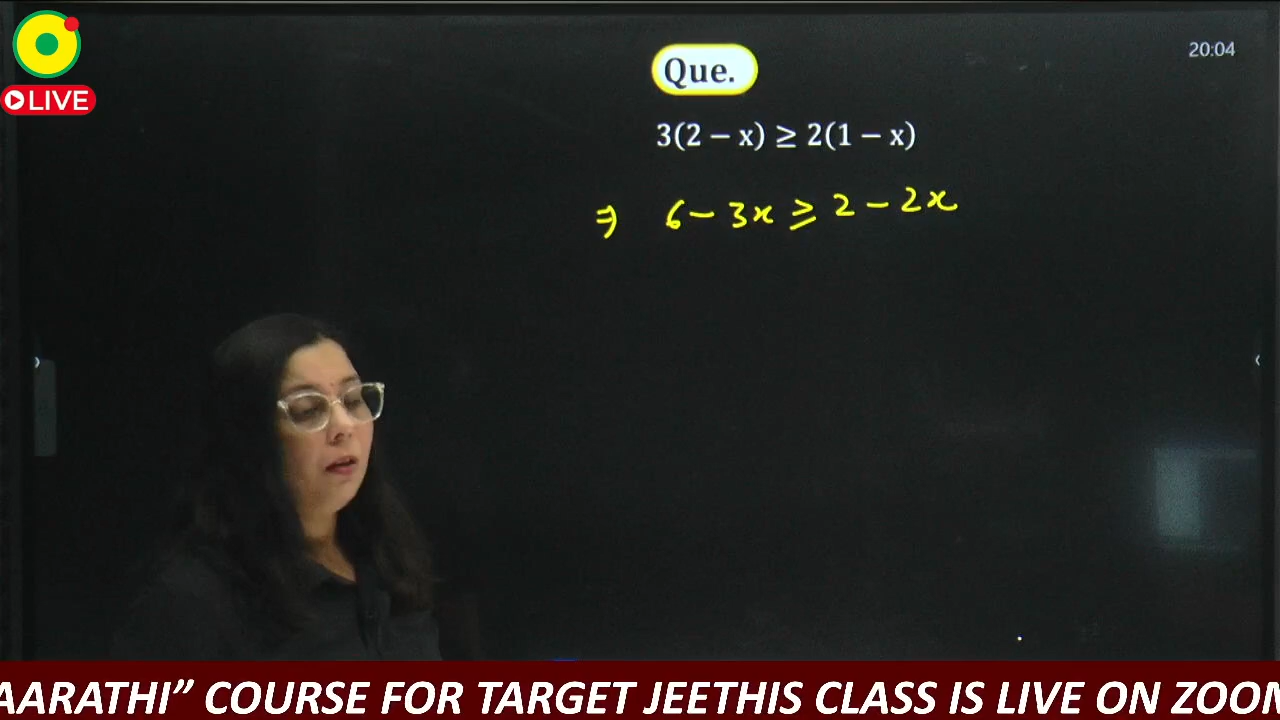 LIVE
Que.
20:04
3(2 − x) ≥ 2(1 − x)
⇒ 6 − 3x ≥ 2 − 2x
AARATHI” COURSE FOR TARGET JEETHIS CLASS IS LIVE ON ZOOM